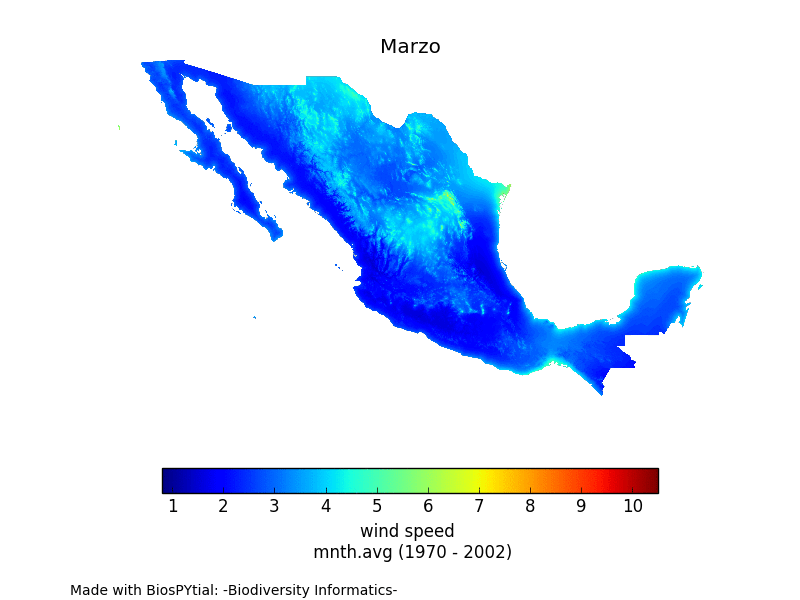 Marzo
1 2 3 4 5 6 7 8 9 10
wind speed
mnth.avg (1970 - 2002)
Made with BiosPYtial: -Biodiversity Informatics-